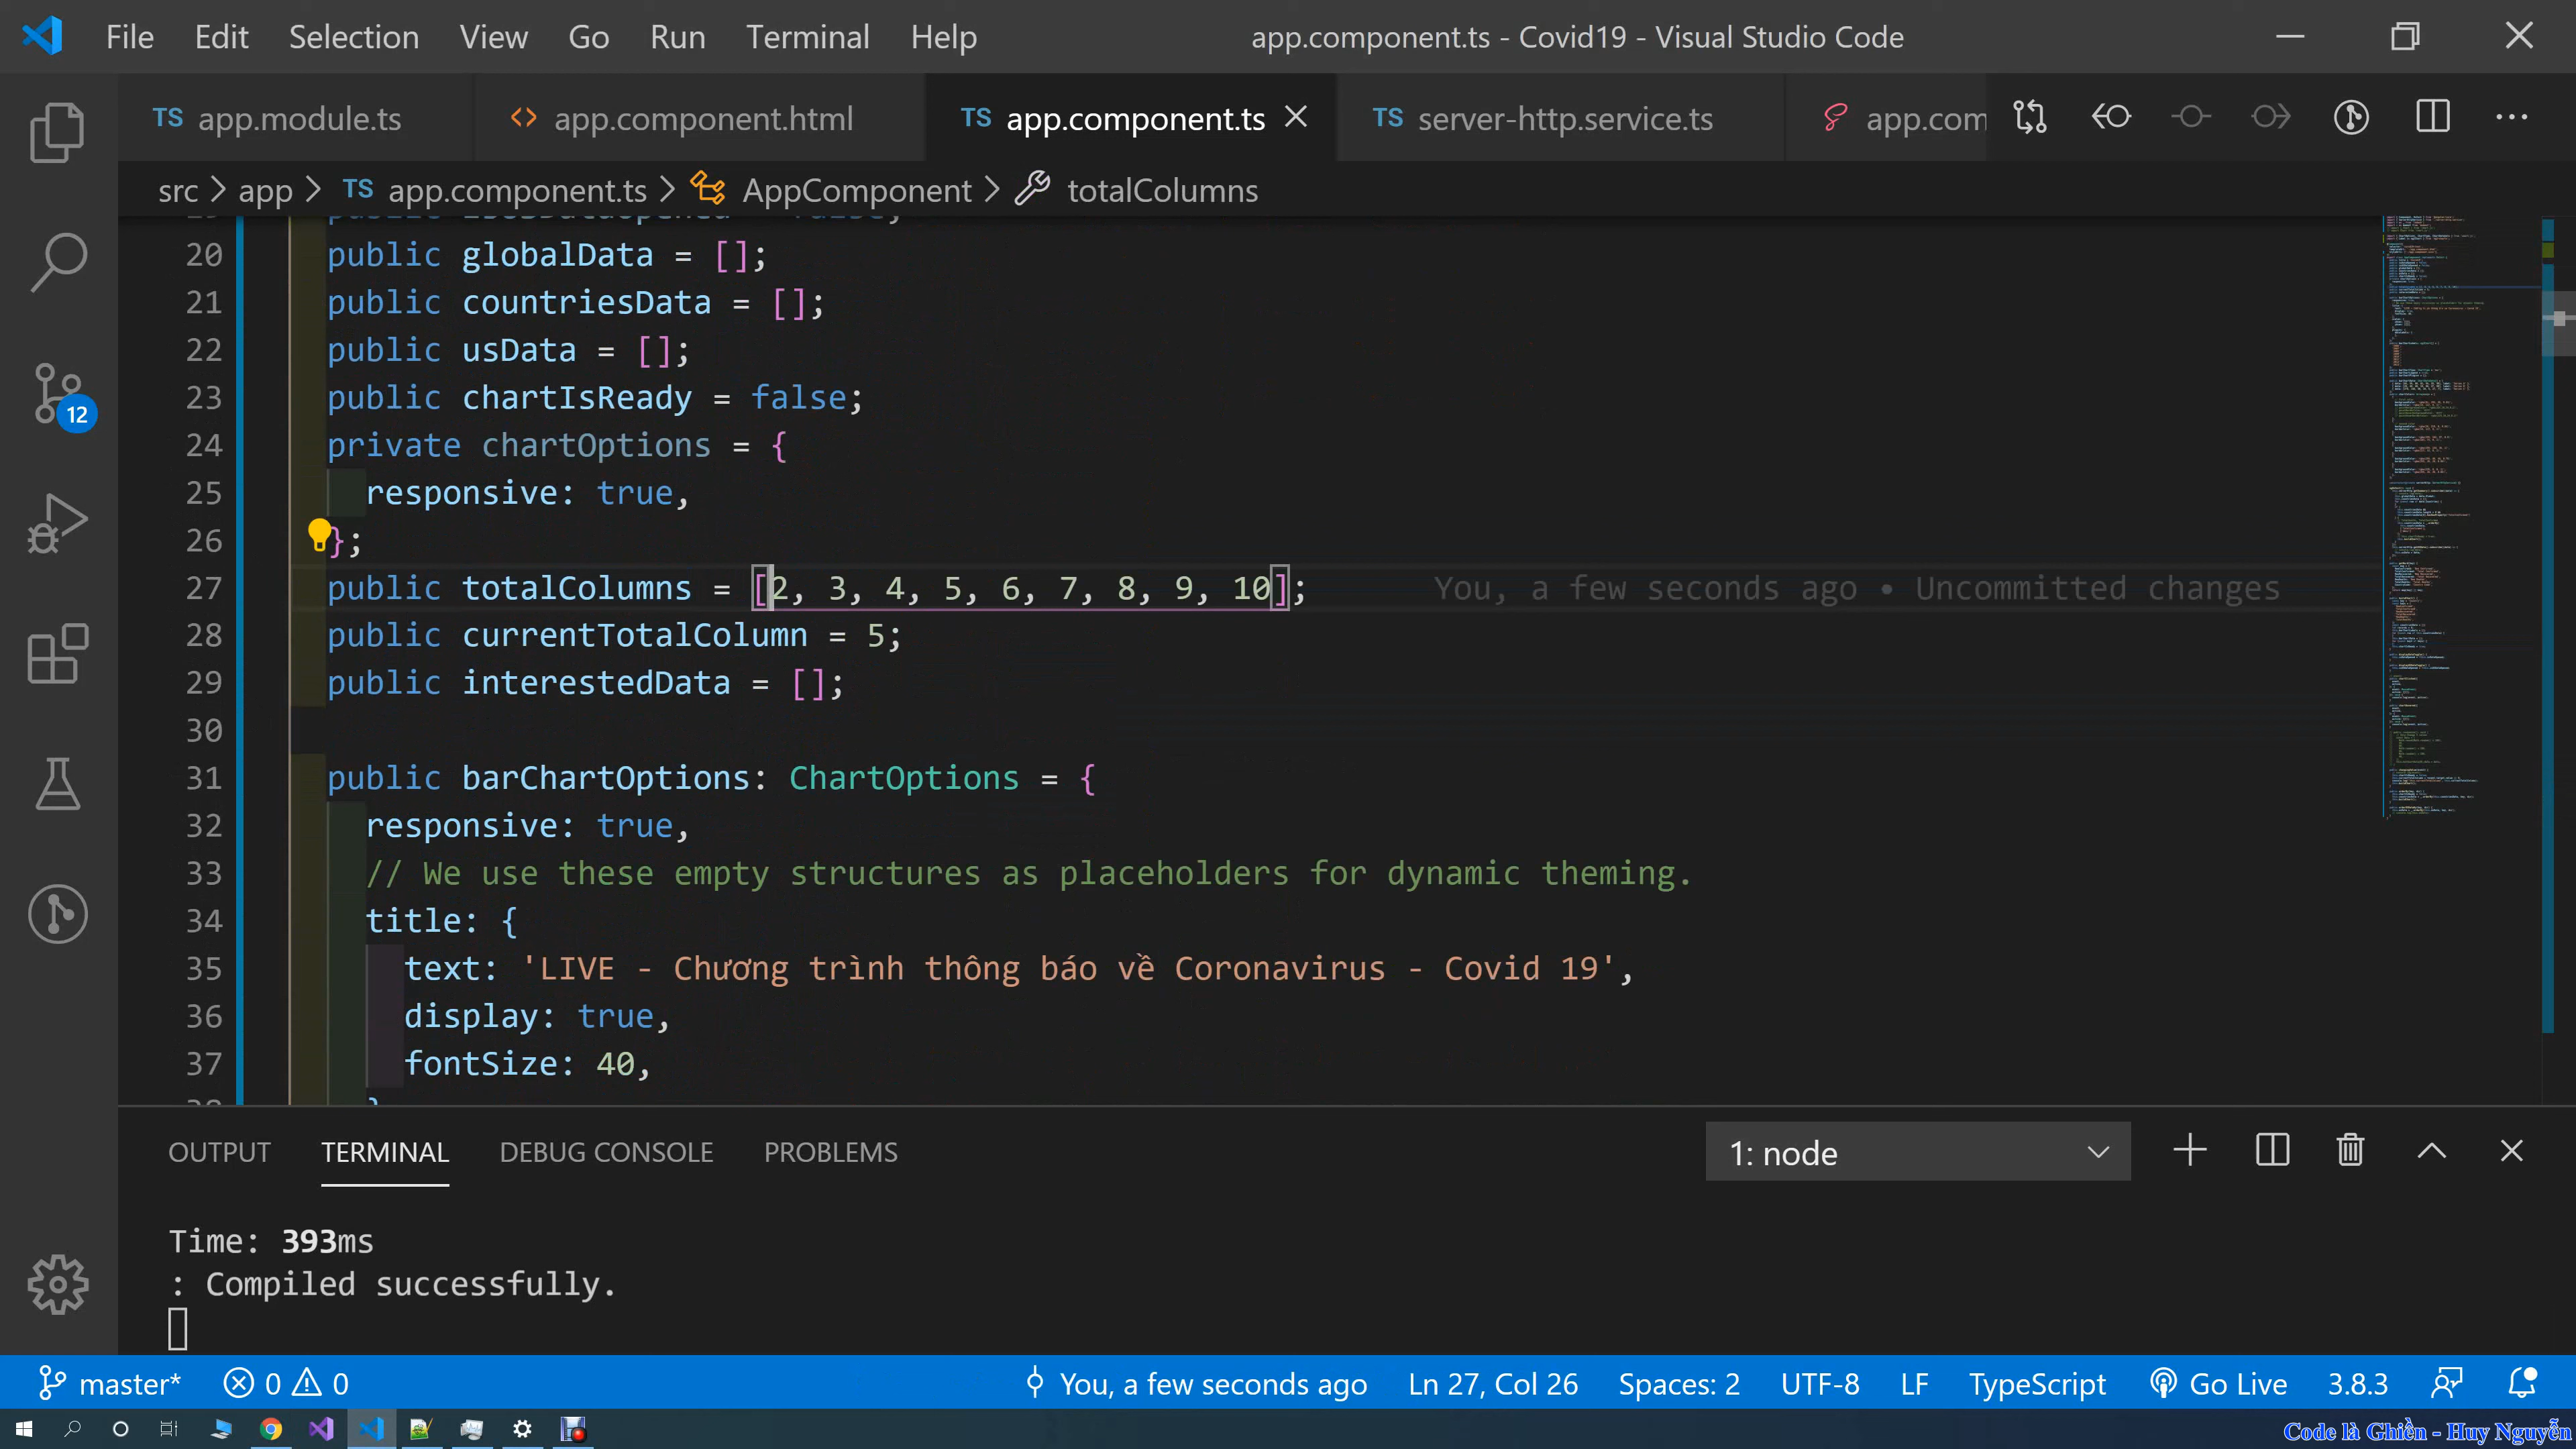 File Edit Selection View Go Run Terminal Help app.component.ts - Covid19 - Visual Studio Code
TS app.module.ts <> app.component.html TS app.component.ts TS server-http.service.ts app.com
src > app > TS app.component.ts > AppComponent > totalColumns
20 public globalData = [];
21 public countriesData = [];
22 public usData = [];
23 public chartIsReady = false;
24 private chartOptions = {
25 responsive: true,
26 };
27 public totalColumns = [2, 3, 4, 5, 6, 7, 8, 9, 10]; You, a few seconds ago • Uncommitted changes
28 public currentTotalColumn = 5;
29 public interestedData = [];
30
31 public barChartOptions: ChartOptions = {
32 responsive: true,
33 // We use these empty structures as placeholders for dynamic theming.
34 title: {
35 text: 'LIVE - Chương trình thông báo về Coronavirus - Covid 19',
36 display: true,
37 fontSize: 40,
12
OUTPUT TERMINAL DEBUG CONSOLE PROBLEMS 1: node
Time: 393ms
: Compiled successfully.
master* 0 0 You, a few seconds ago Ln 27, Col 26 Spaces: 2 UTF-8 LF TypeScript Go Live 3.8.3
Code là Ghiền - Huy Nguyễn